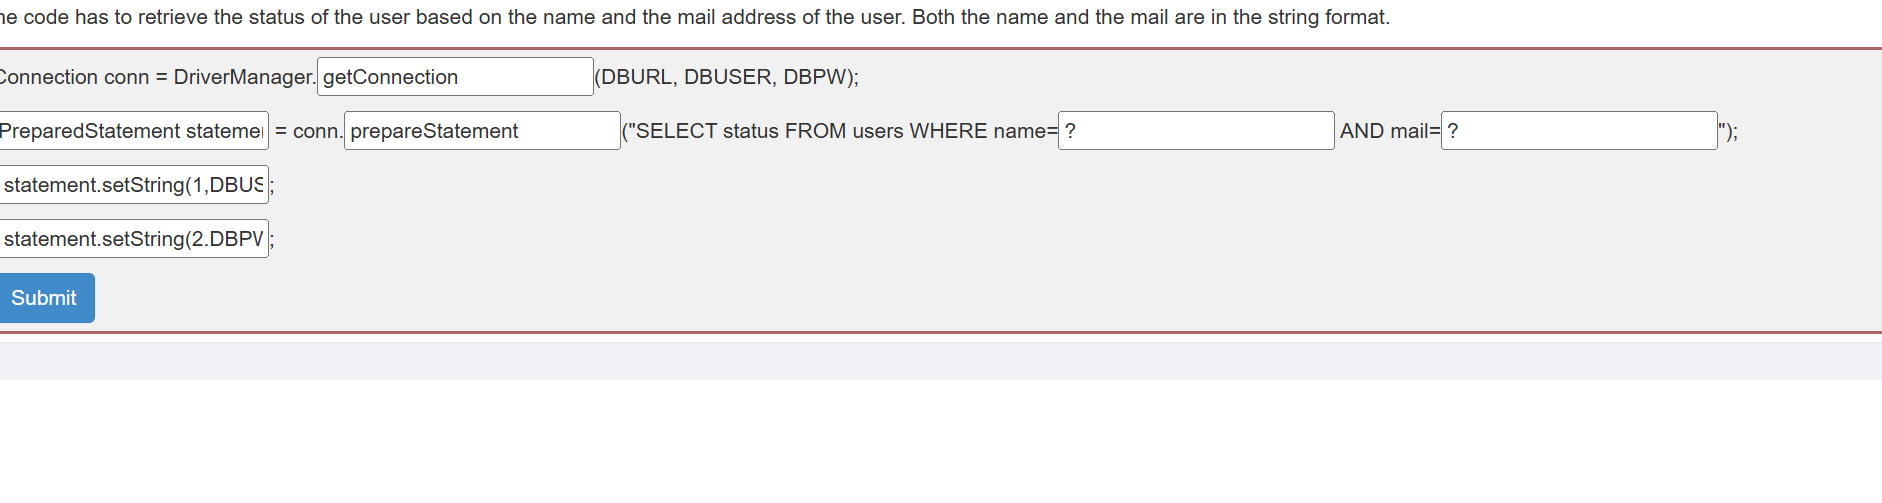 he code has to retrieve the status of the user based on the name and the mail address of the user. Both the name and the mail are in the string format.
Connection conn = DriverManager. getConnection (DBURL, DBUSER, DBPW);
PreparedStatement statemen = conn. prepareStatement ("SELECT status FROM users WHERE name= ? AND mail= ? ");
statement.setString(1,DBUS ;
statement.setString(2.DBPW ;
Submit